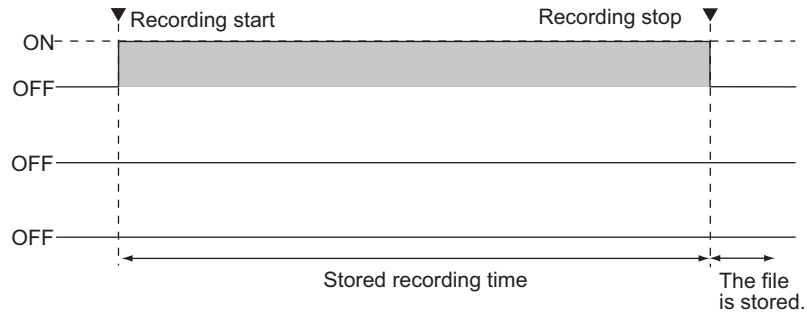 Recording start
Recording stop
ON
OFF
OFF
OFF
Stored recording time
The file
is stored.